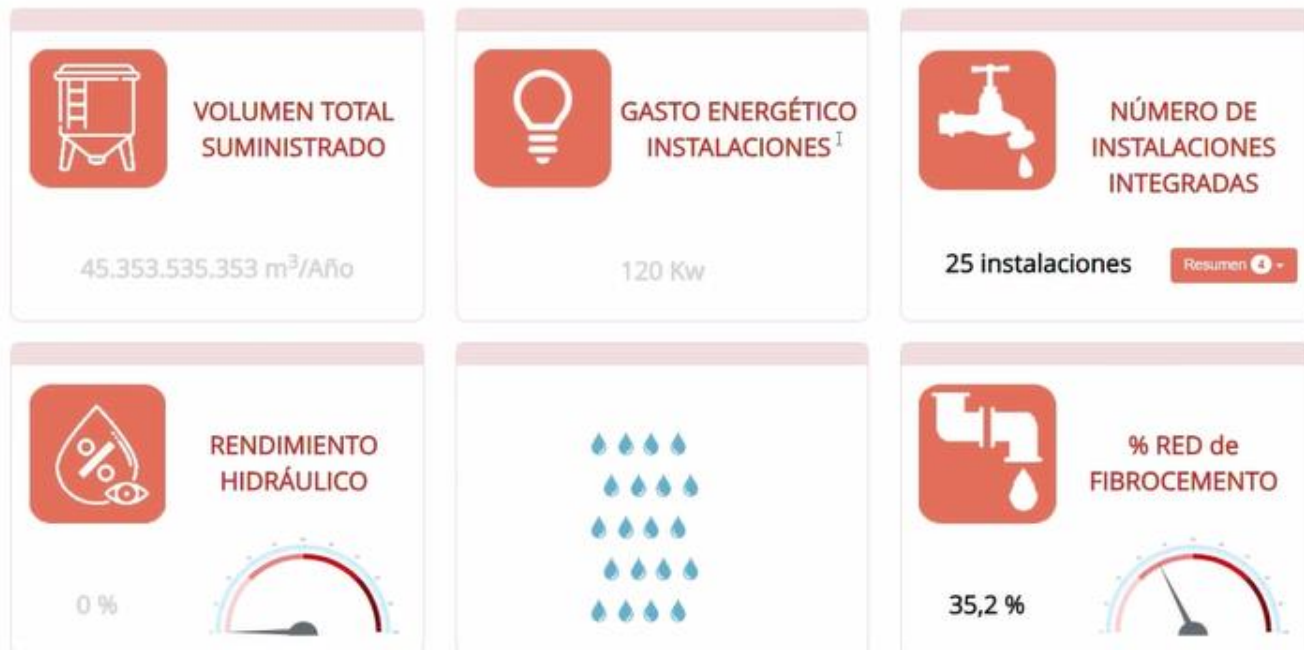 VOLUMEN TOTAL
SUMINISTRADO
45.353.535.353 m³/Año
GASTO ENERGÉTICO
INSTALACIONES
120 Kw
NÚMERO DE
INSTALACIONES
INTEGRADAS
25 instalaciones
Resumen 4
RENDIMIENTO
HIDRÁULICO
0 %
% RED de
FIBROCEMENTO
35,2 %